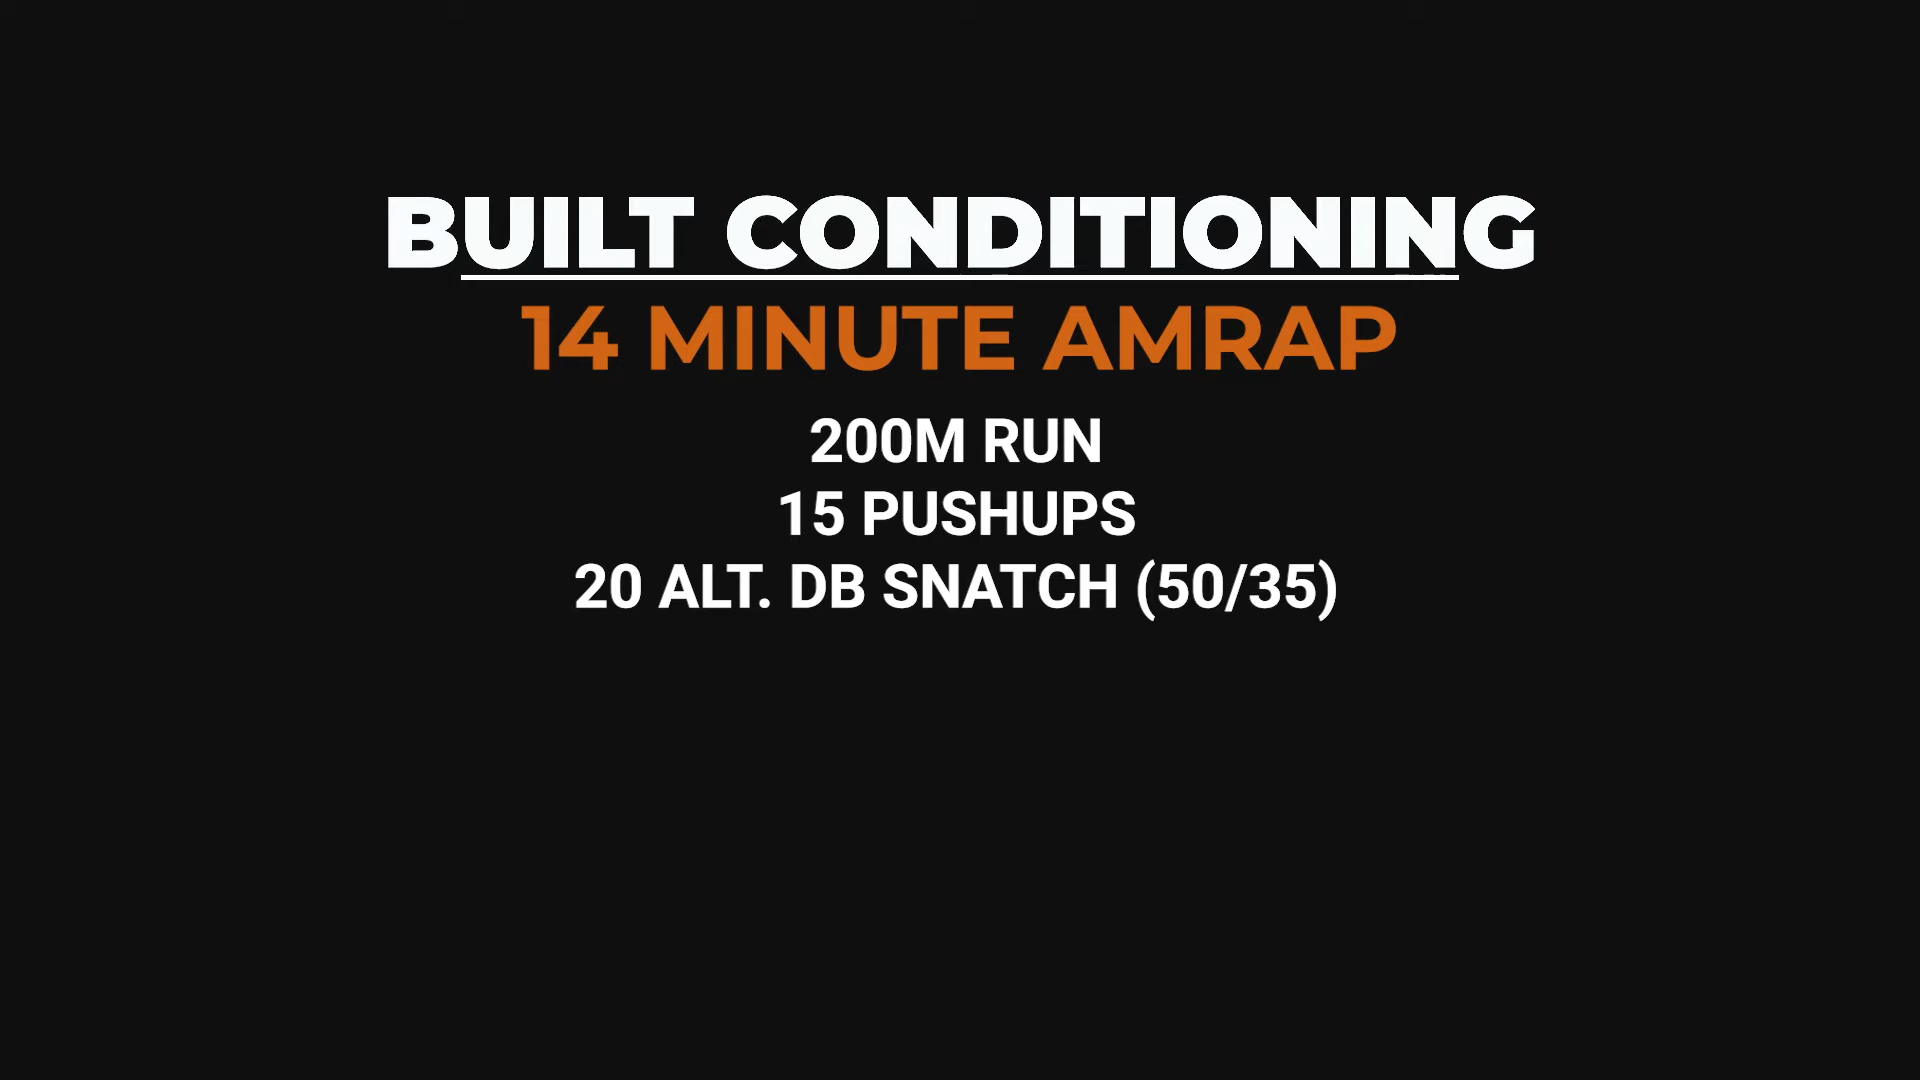 BUILT CONDITIONING
14 MINUTE AMRAP
200M RUN
15 PUSHUPS
20 ALT. DB SNATCH (50/35)